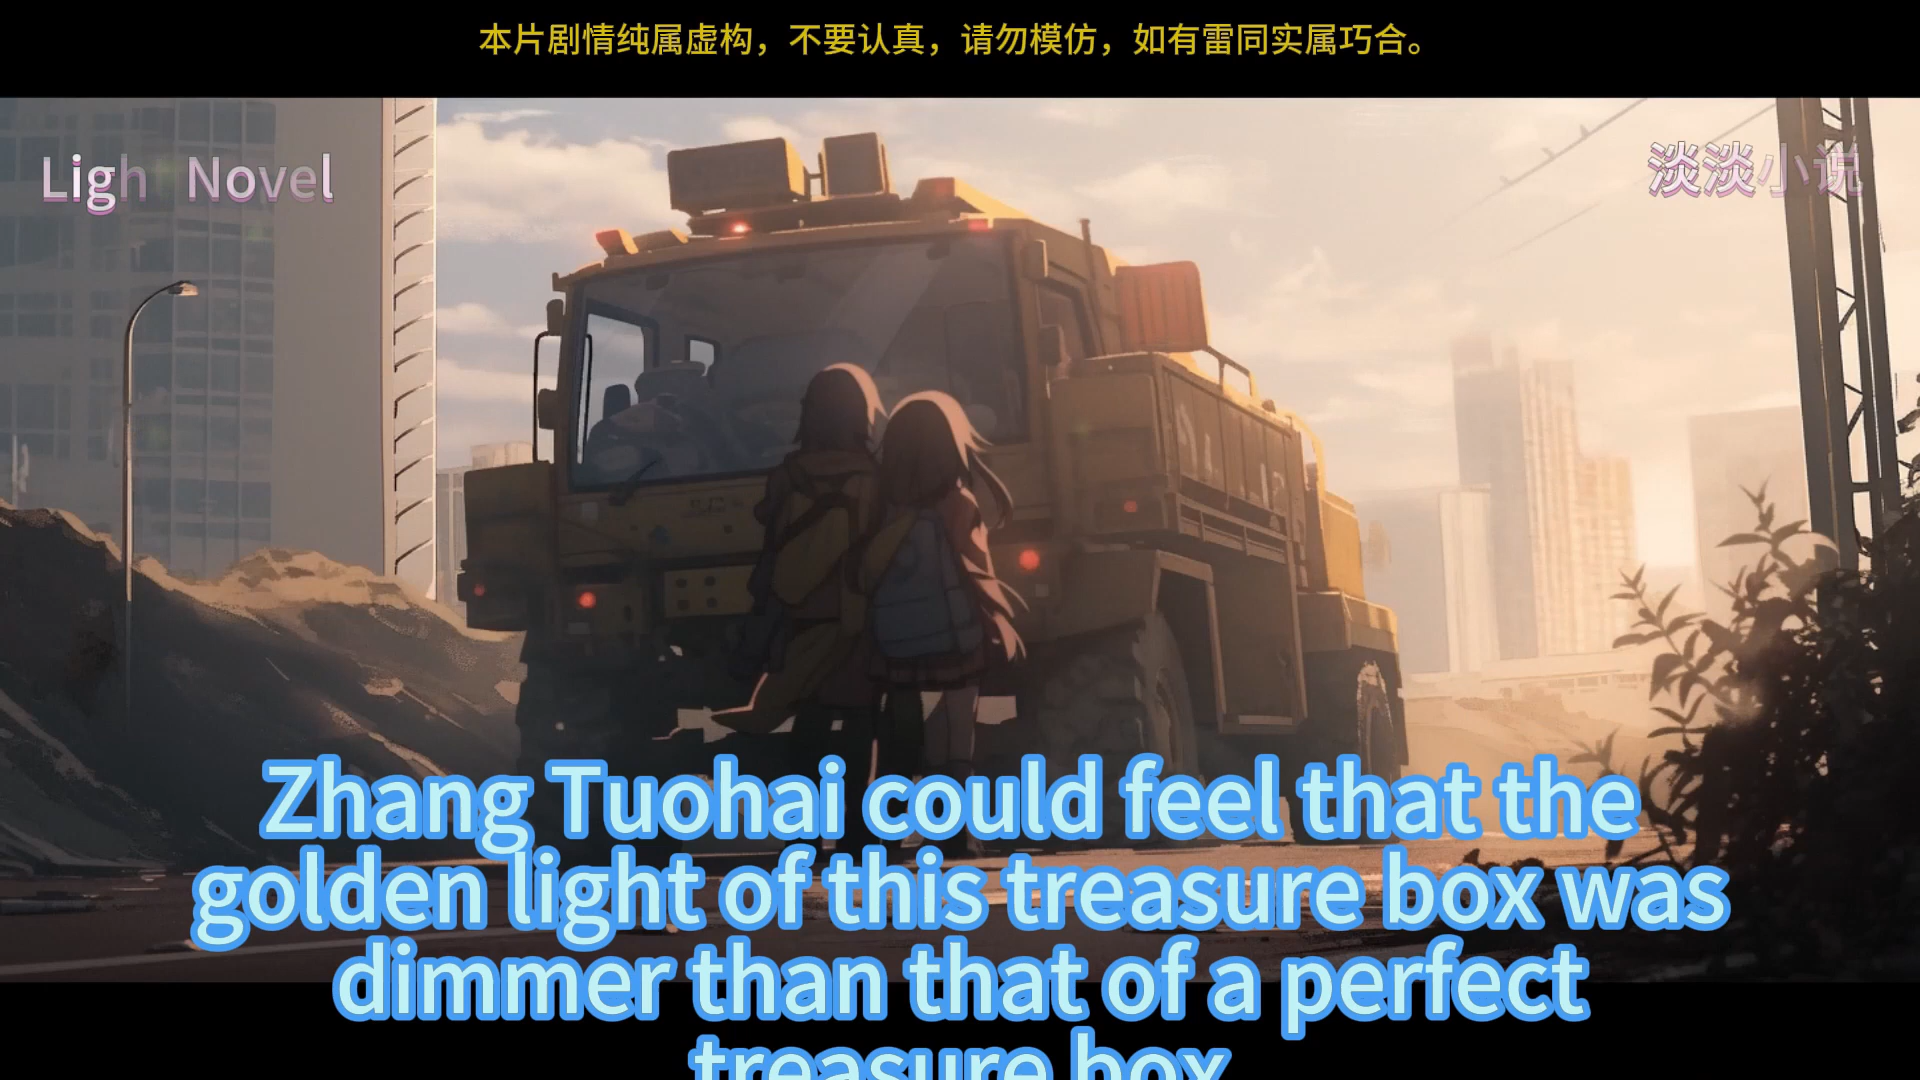 本片剧情纯属虚构，不要认真，请勿模仿，如有雷同实属巧合。
Ligh Novel
淡淡小说
Zhang Tuohai could feel that the
golden light of this treasure box was
dimmer than that of a perfect
treasure box